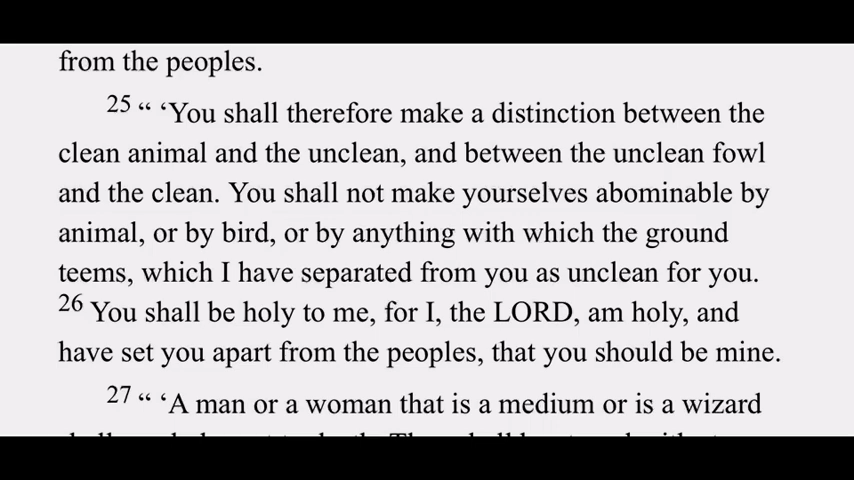 from the peoples.
25 “ ‘You shall therefore make a distinction between the
clean animal and the unclean, and between the unclean fowl
and the clean. You shall not make yourselves abominable by
animal, or by bird, or by anything with which the ground
teems, which I have separated from you as unclean for you.
26 You shall be holy to me, for I, the LORD, am holy, and
have set you apart from the peoples, that you should be mine.
27 “ ‘A man or a woman that is a medium or is a wizard